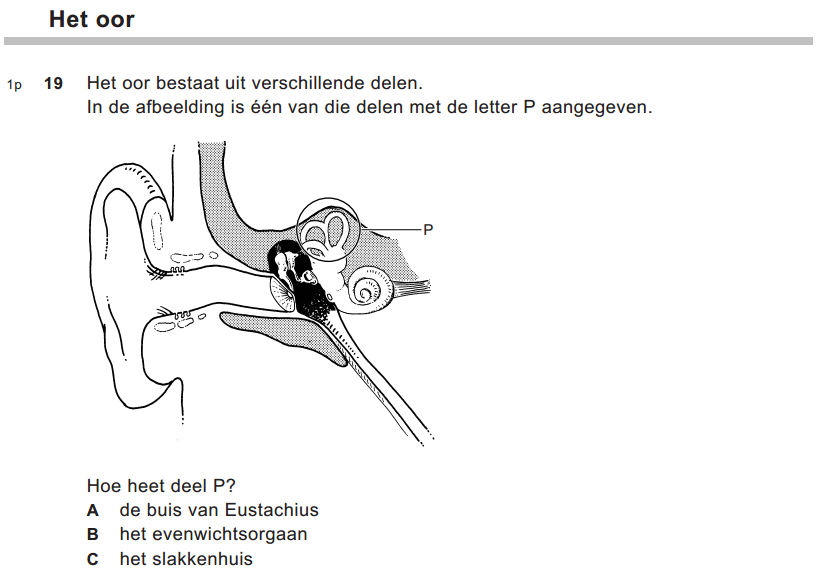 Het oor
1p 19 Het oor bestaat uit verschillende delen.
In de afbeelding is één van die delen met de letter P aangegeven.
P
Hoe heet deel P?
A de buis van Eustachius
B het evenwichtsorgaan
C het slakkenhuis